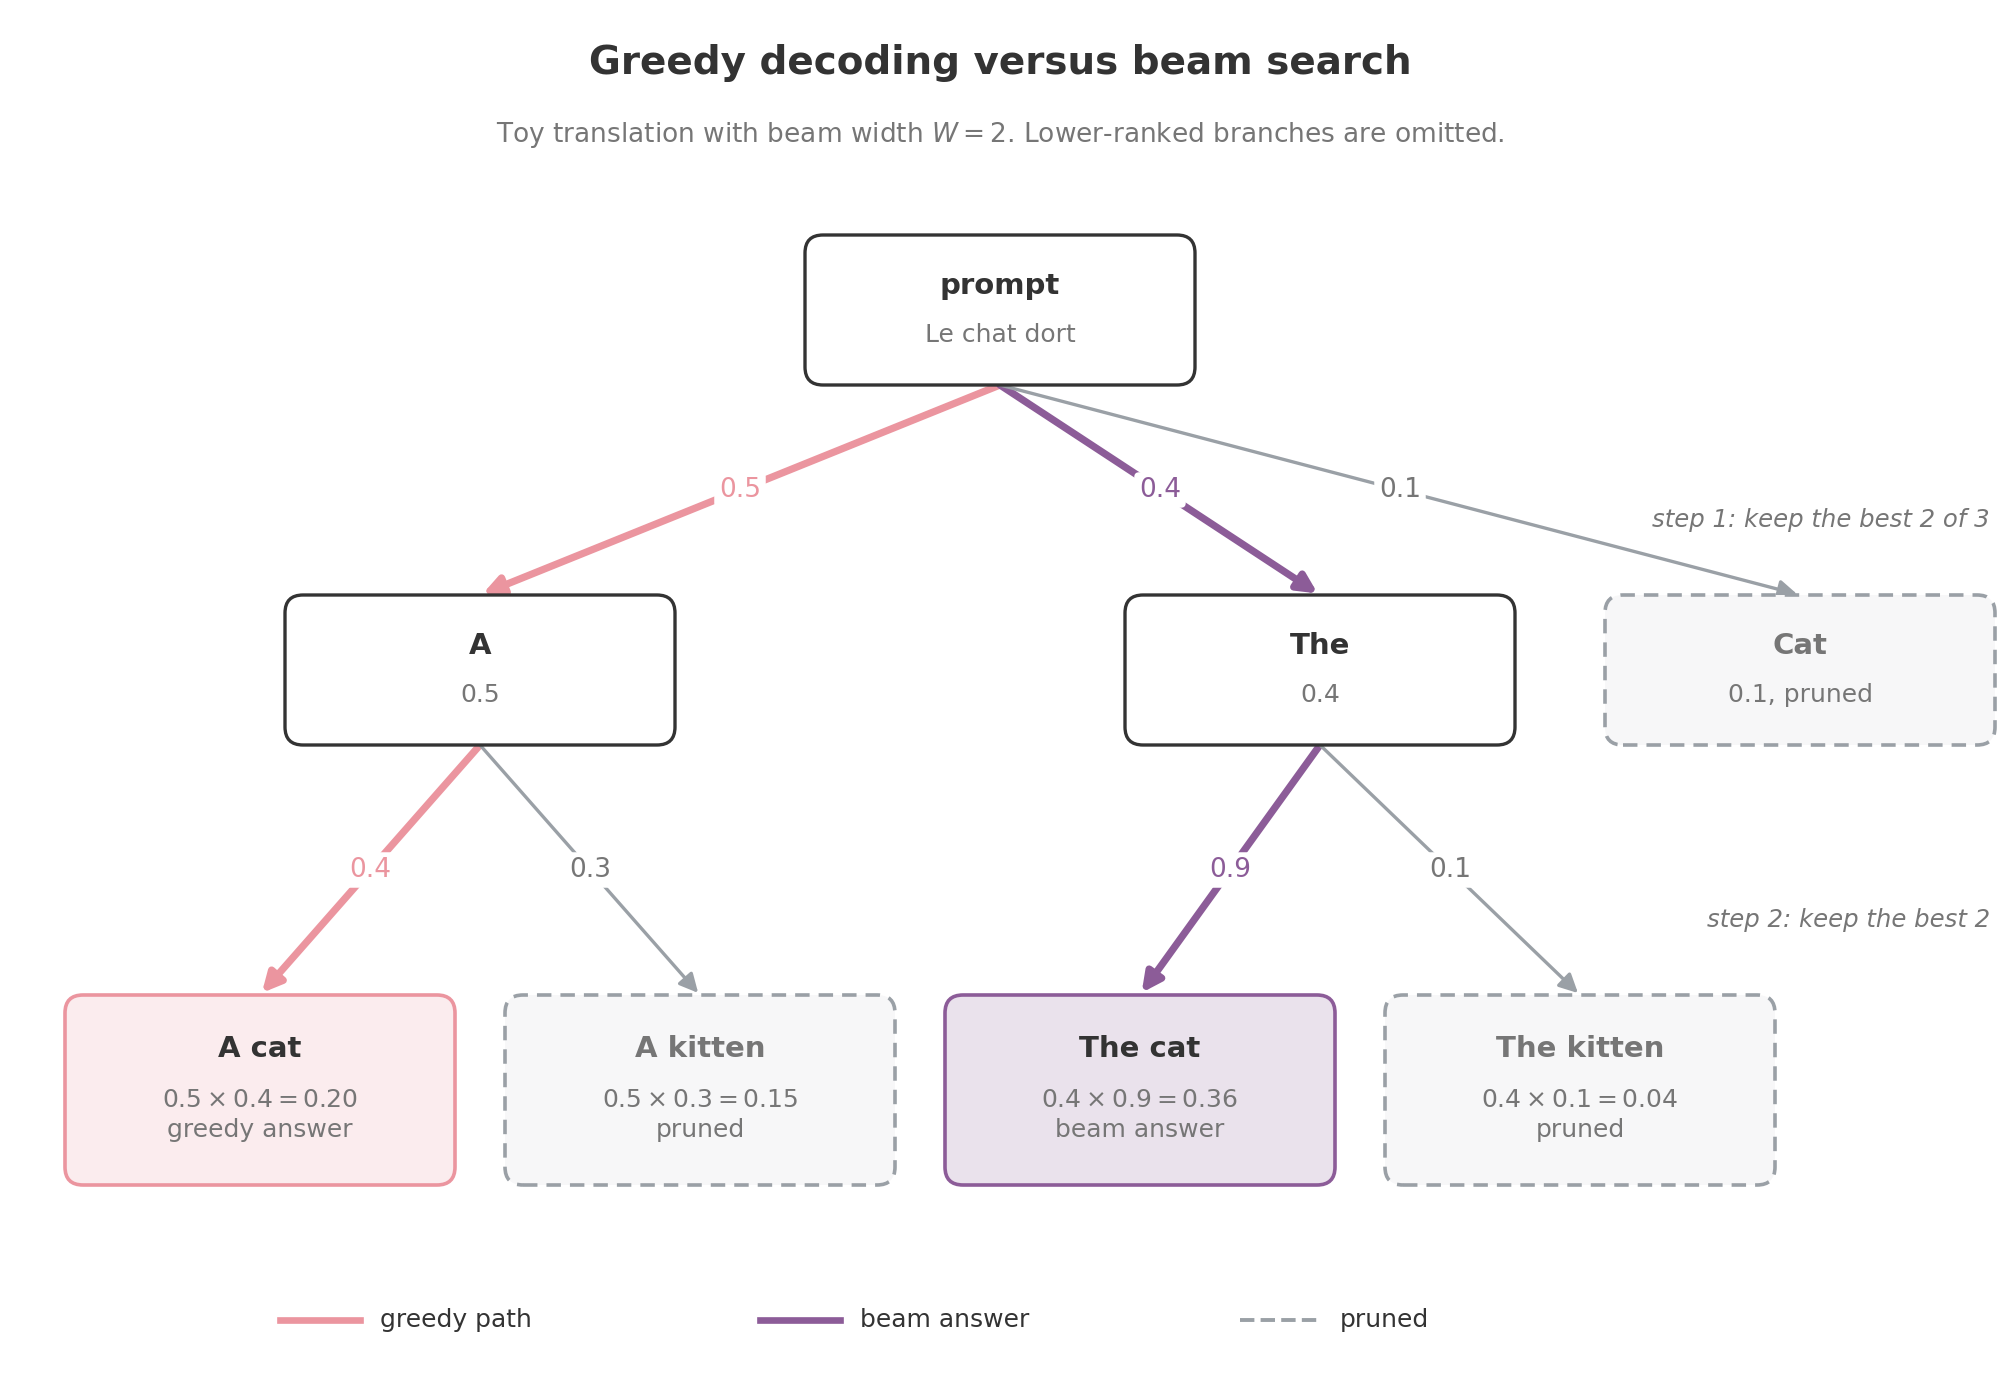 Greedy decoding versus beam search
Toy translation with beam width W = 2. Lower-ranked branches are omitted.
prompt
Le chat dort
0.5
0.4
0.1
step 1: keep the best 2 of 3
A
0.5
The
0.4
Cat
0.1, pruned
0.4
0.3
0.9
0.1
step 2: keep the best 2
A cat
0.5 × 0.4 = 0.20
greedy answer
A kitten
0.5 × 0.3 = 0.15
pruned
The cat
0.4 × 0.9 = 0.36
beam answer
The kitten
0.4 × 0.1 = 0.04
pruned
greedy path
beam answer
pruned